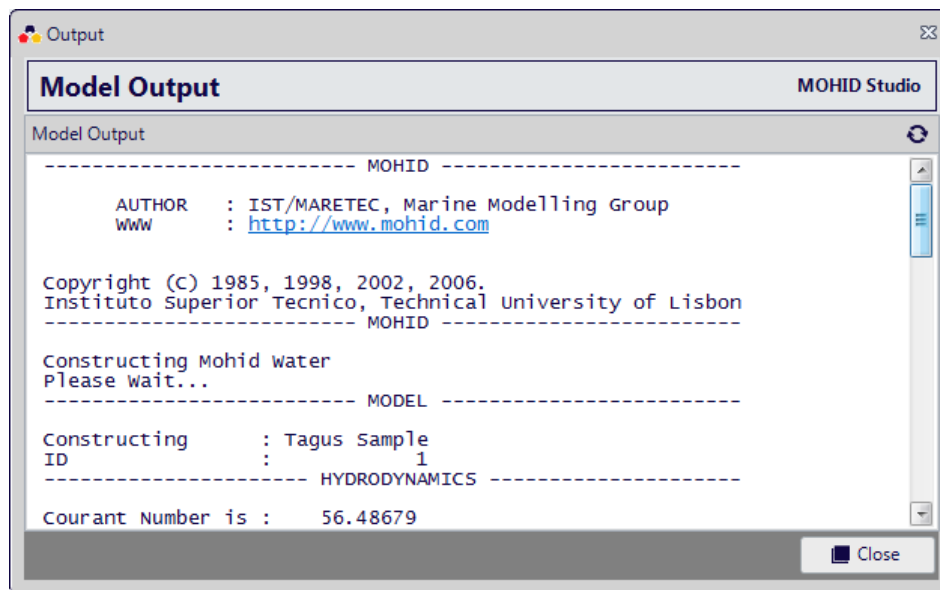 Output
Model Output MOHID Studio
Model Output
-------------------------- MOHID -------------------------
AUTHOR : IST/MARETEC, Marine Modelling Group
WWW : http://www.mohid.com
Copyright (C) 1985, 1998, 2002, 2006.
Instituto Superior Tecnico, Technical University of Lisbon
-------------------------- MOHID -------------------------
Constructing Mohid Water
Please Wait...
-------------------------- MODEL -------------------------
Constructing : Tagus Sample
ID : 1
---------------------- HYDRODYNAMICS ---------------------
Courant Number is : 56.48679
Close